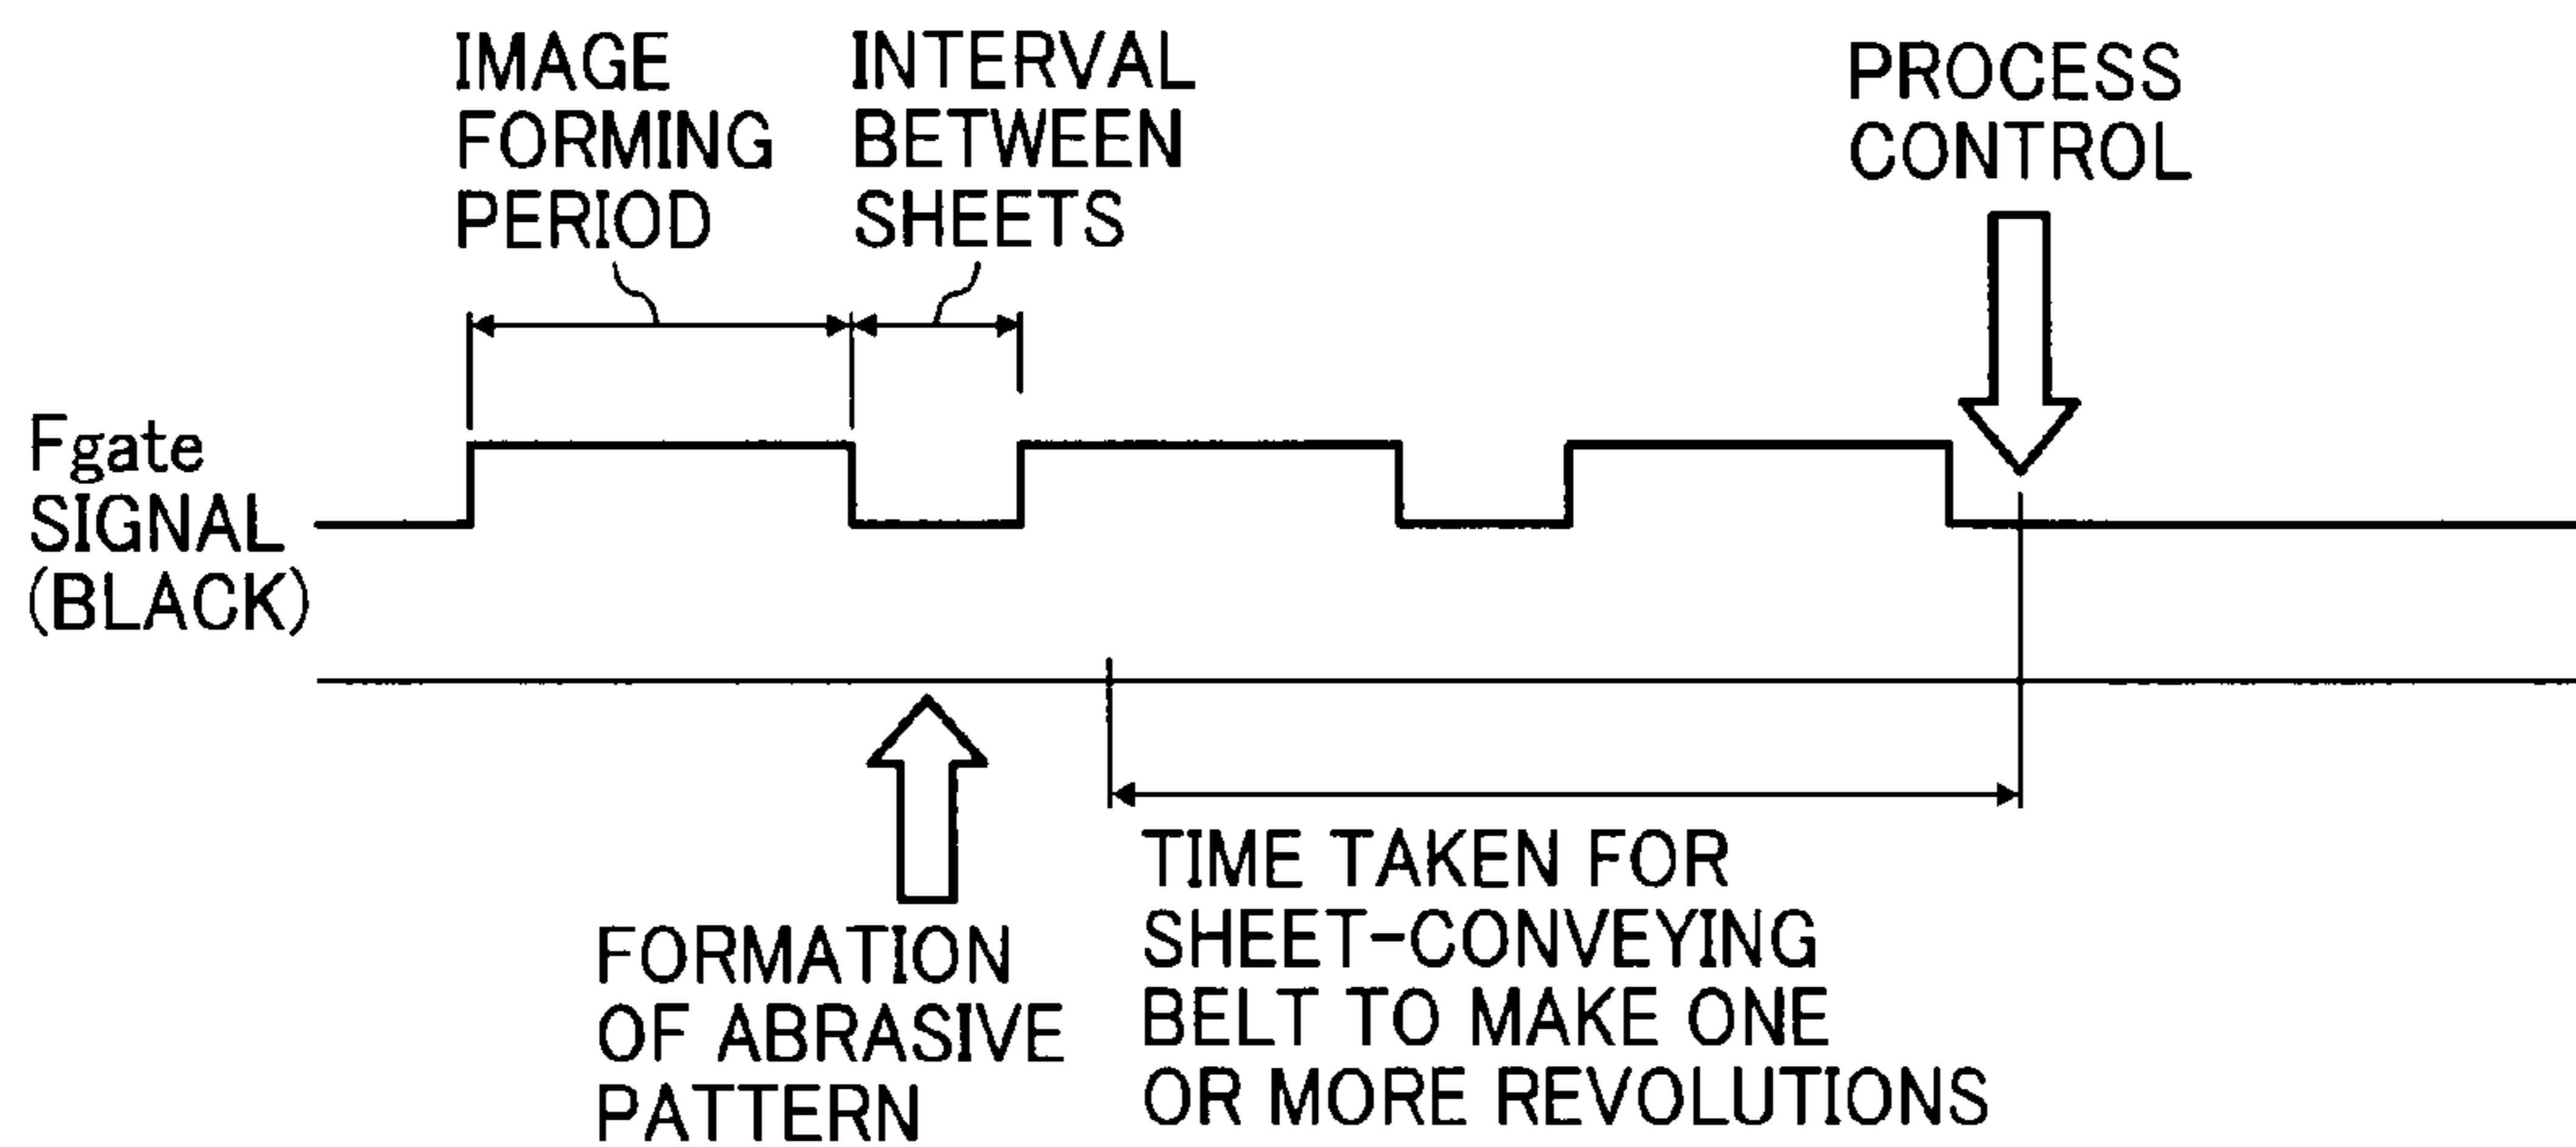 IMAGE
FORMING
PERIOD
INTERVAL
BETWEEN
SHEETS
PROCESS
CONTROL
Fgate
SIGNAL
(BLACK)
FORMATION
OF ABRASIVE
PATTERN
TIME TAKEN FOR
SHEET-CONVEYING
BELT TO MAKE ONE
OR MORE REVOLUTIONS